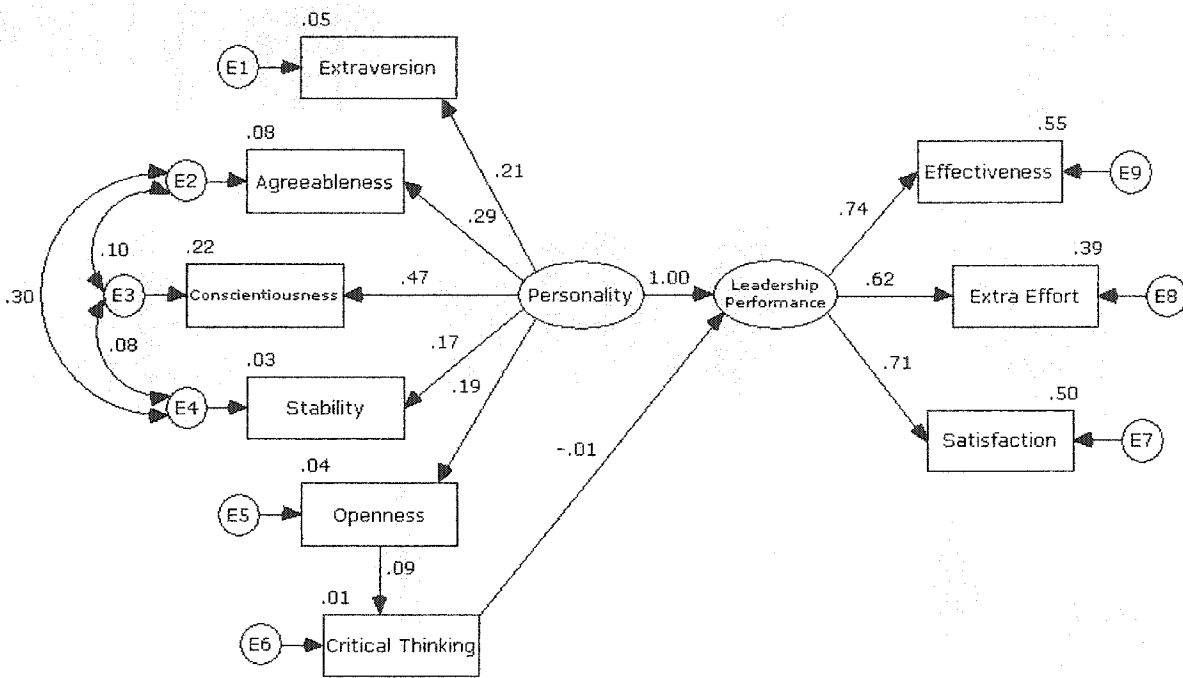 .05
E1
Extraversion
.08
E2
Agreeableness
.21
.29
.55
Effectiveness
E9
.74
.10
.22
.30
E3
Conscientiousness
.47
Personality
1.00
Leadership
Performance
.62
.39
Extra Effort
E8
.08
.03
.17
.19
.71
E4
Stability
.50
Satisfaction
E7
-.01
.04
E5
Openness
.09
.01
E6
Critical Thinking